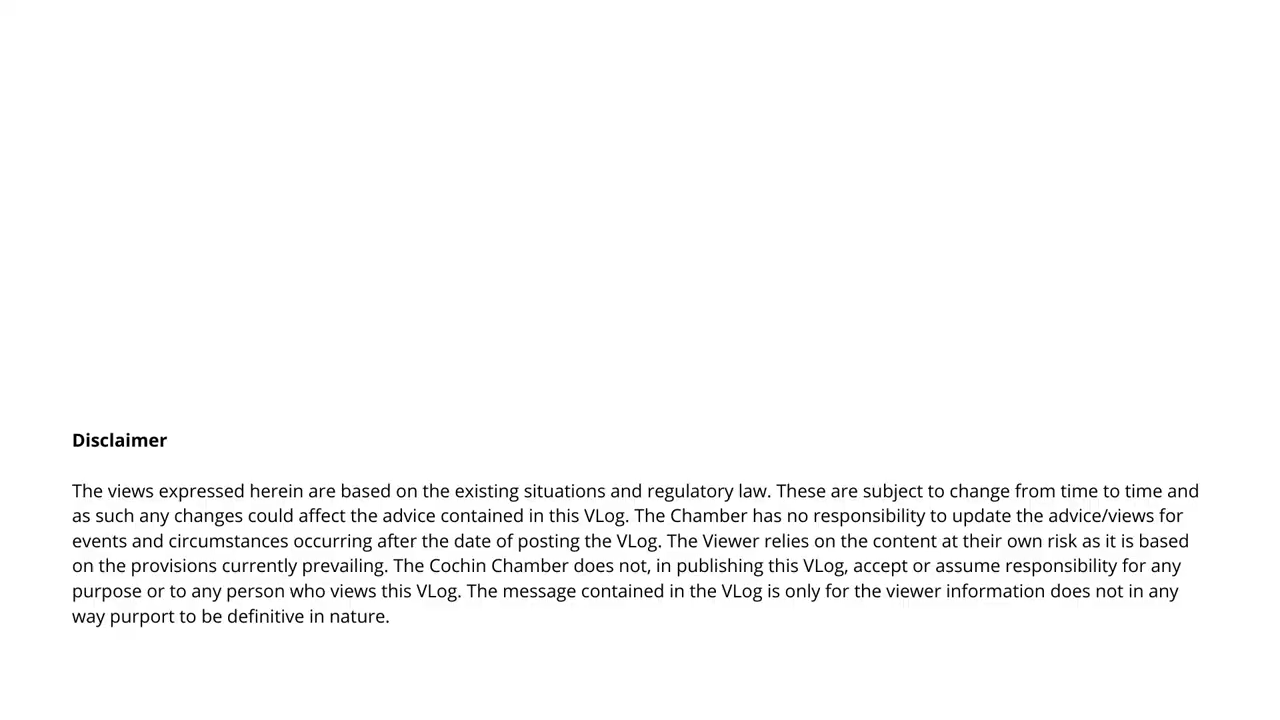 Disclaimer
The views expressed herein are based on the existing situations and regulatory law. These are subject to change from time to time and
as such any changes could affect the advice contained in this VLog. The Chamber has no responsibility to update the advice/views for
events and circumstances occurring after the date of posting the VLog. The Viewer relies on the content at their own risk as it is based
on the provisions currently prevailing. The Cochin Chamber does not, in publishing this VLog, accept or assume responsibility for any
purpose or to any person who views this VLog. The message contained in the VLog is only for the viewer information does not in any
way purport to be definitive in nature.